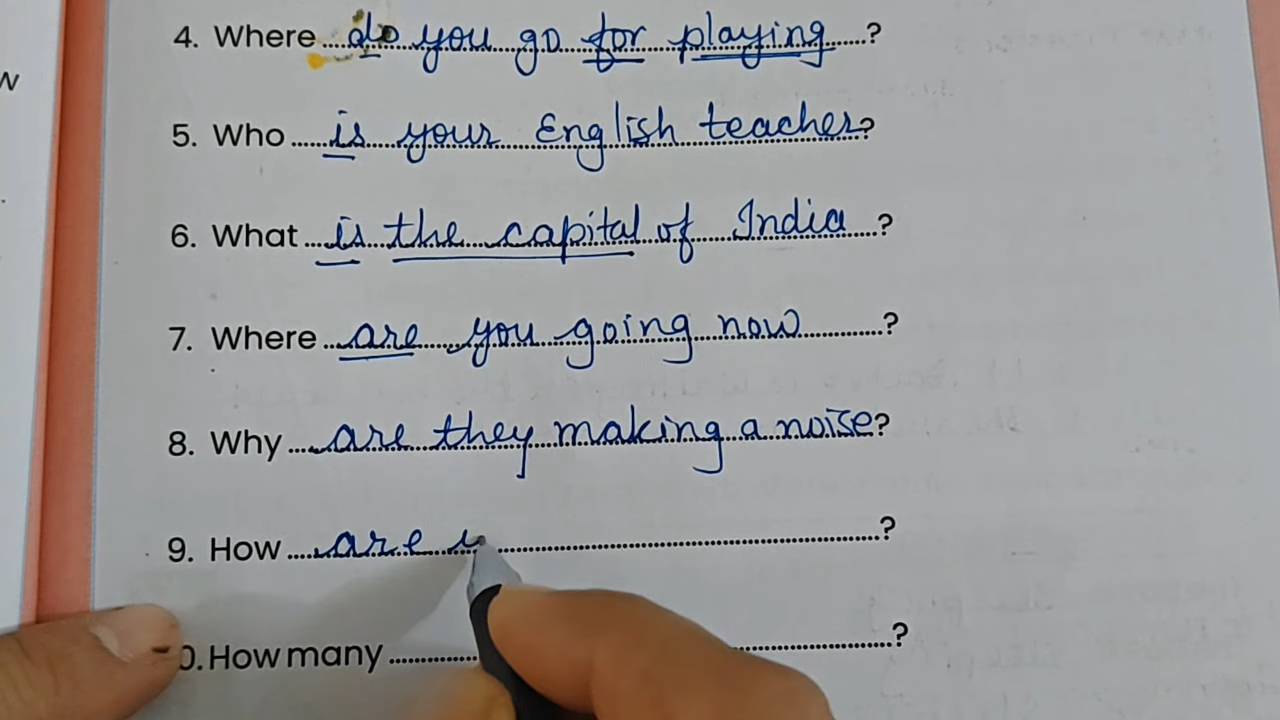 4. Where do you go for playing ?
5. Who is your English teacher?
6. What is the capital of India ?
7. Where are you going now ?
8. Why are they making a noise?
9. How are ?
0. How many ?